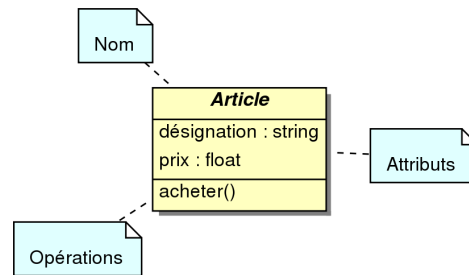 Nom
Article
désignation : string
prix : float
Attributs
acheter()
Opérations